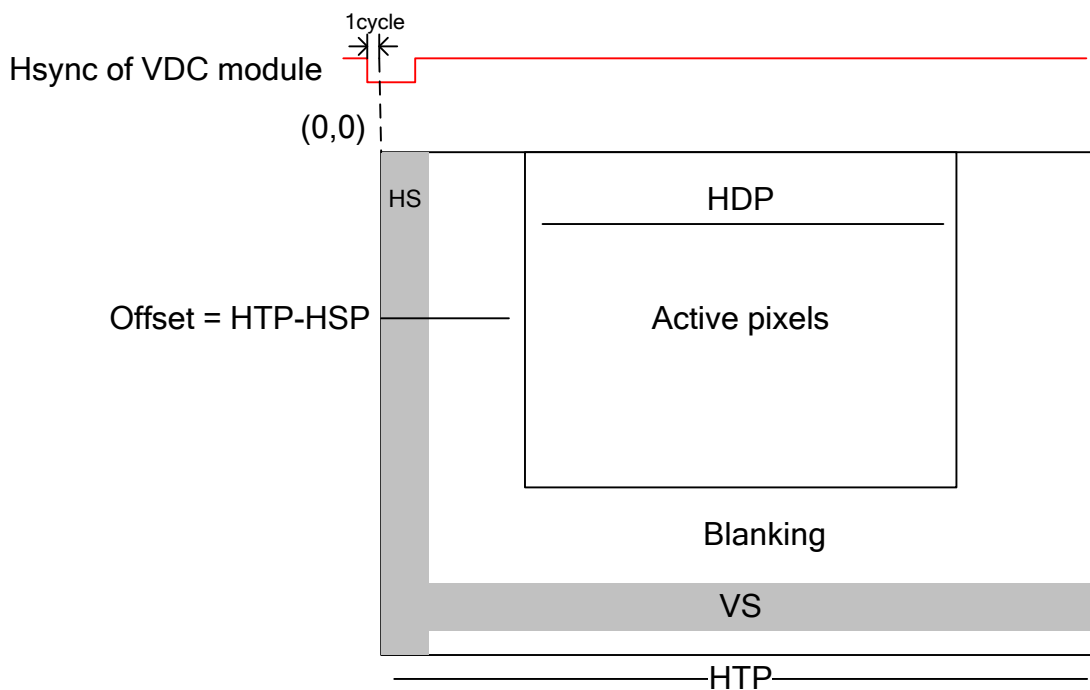 1cycle
Hsync of VDC module
(0,0)
HS
HDP
Offset = HTP-HSP
Active pixels
Blanking
VS
HTP